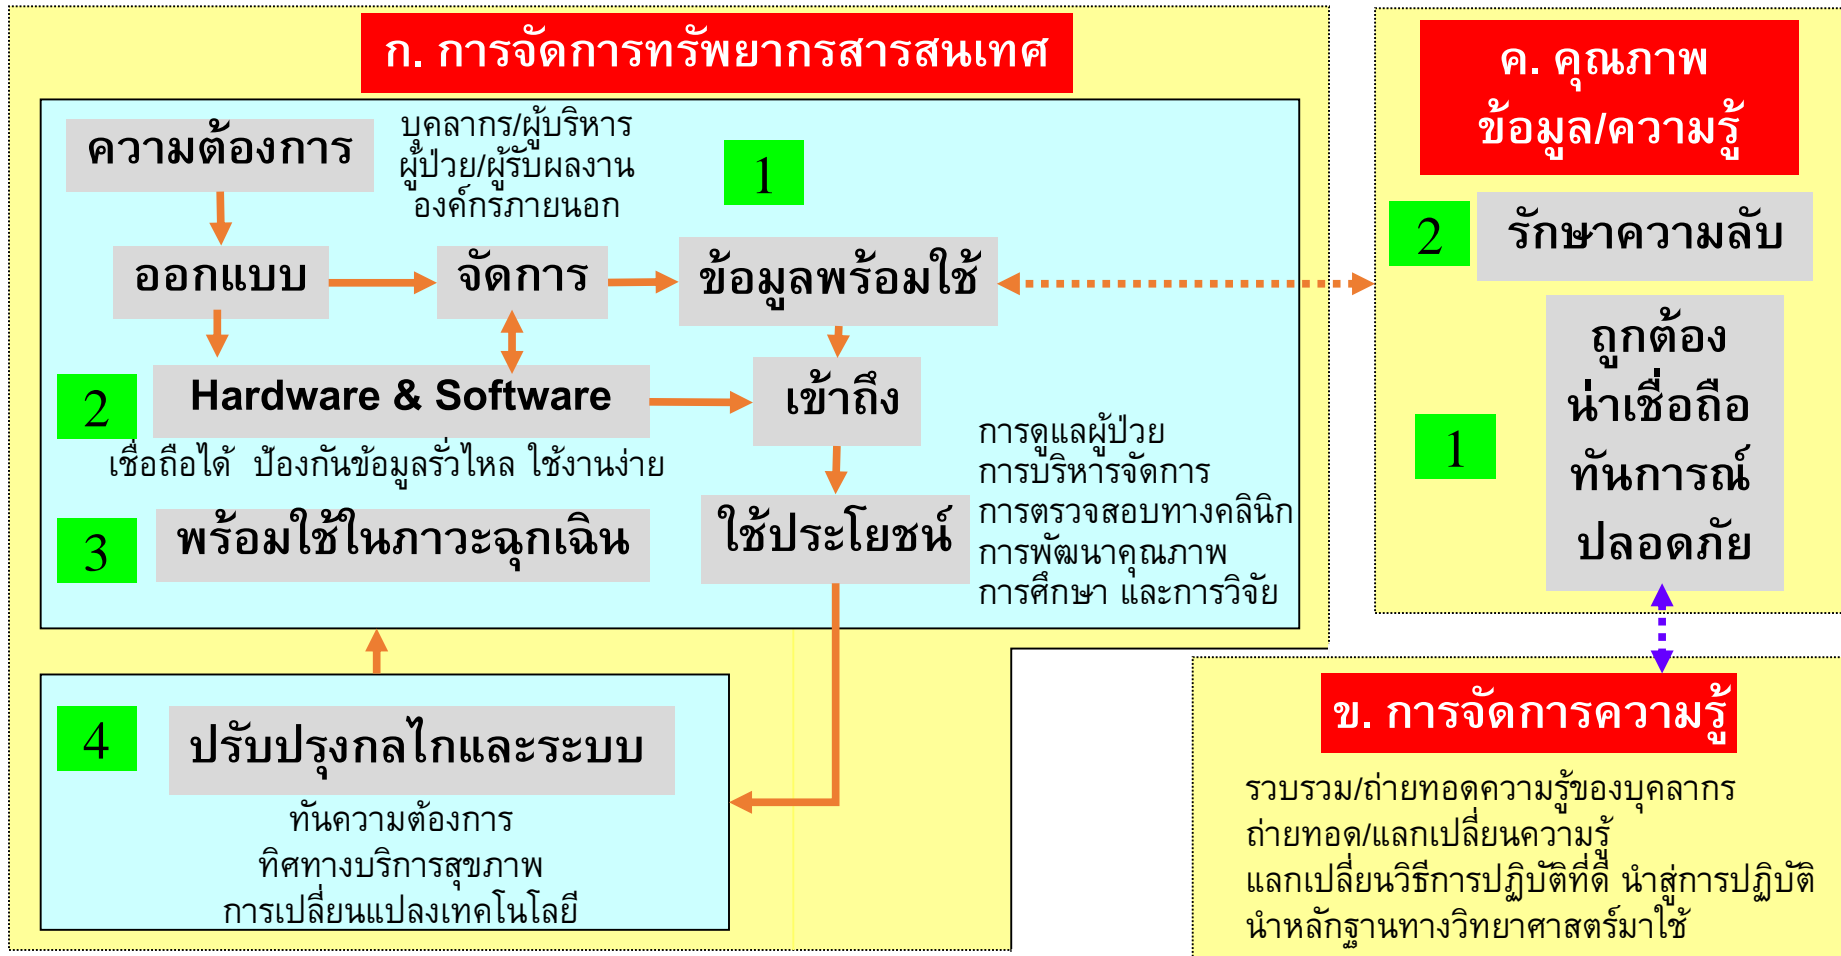 ก. การจัดการทรัพยากรสารสนเทศ
ความต้องการ
บุคลากร/ผู้บริหาร
ผู้ป่วย/ผู้รับผลงาน
องค์กรภายนอก
1
ออกแบบ
จัดการ
ข้อมูลพร้อมใช้
2
Hardware & Software
เชื่อถือได้ ป้องกันข้อมูลรั่วไหล ใช้งานง่าย
เข้าถึง
3
พร้อมใช้ในภาวะฉุกเฉิน
ใช้ประโยชน์
การดูแลผู้ป่วย
การบริหารจัดการ
การตรวจสอบทางคลินิก
การพัฒนาคุณภาพ
การศึกษา และการวิจัย
4
ปรับปรุงกลไกและระบบ
ทันความต้องการ
ทิศทางบริการสุขภาพ
การเปลี่ยนแปลงเทคโนโลยี
ค. คุณภาพ
ข้อมูล/ความรู้
2
รักษาความลับ
1
ถูกต้อง
น่าเชื่อถือ
ทันการณ์
ปลอดภัย
ข. การจัดการความรู้
รวบรวม/ถ่ายทอดความรู้ของบุคลากร
ถ่ายทอด/แลกเปลี่ยนความรู้
แลกเปลี่ยนวิธีการปฏิบัติที่ดี นำสู่การปฏิบัติ
นำหลักฐานทางวิทยาศาสตร์มาใช้